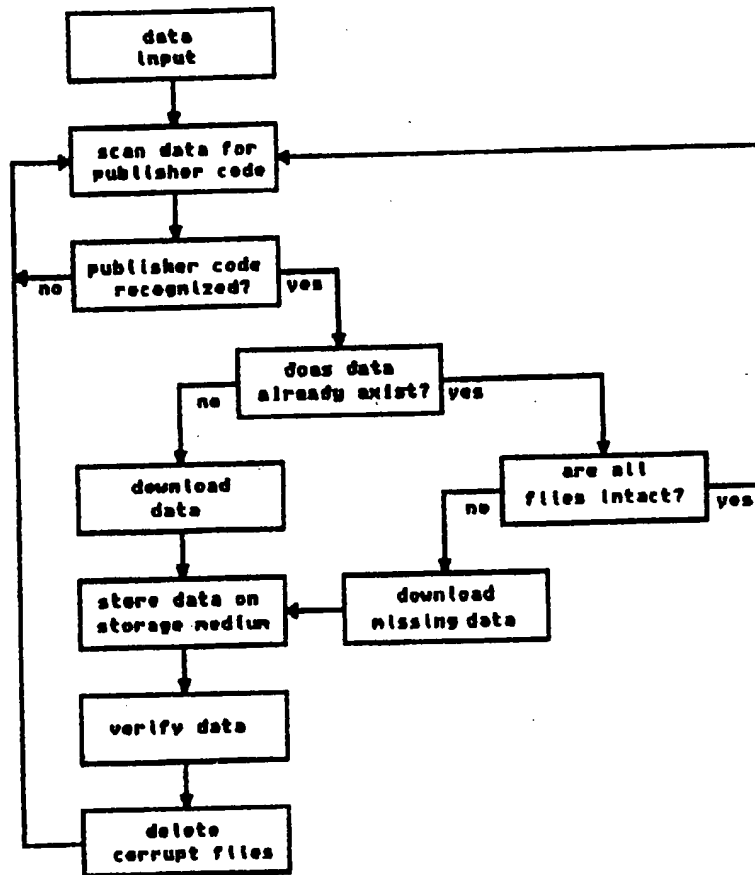 data
input
scan data for
publisher code
publisher code
recognized?
no
yes
does data
already exist?
no
yes
are all
files intact?
no
yes
download
data
store data on
storage medium
download
missing data
verify data
delete
corrupt files